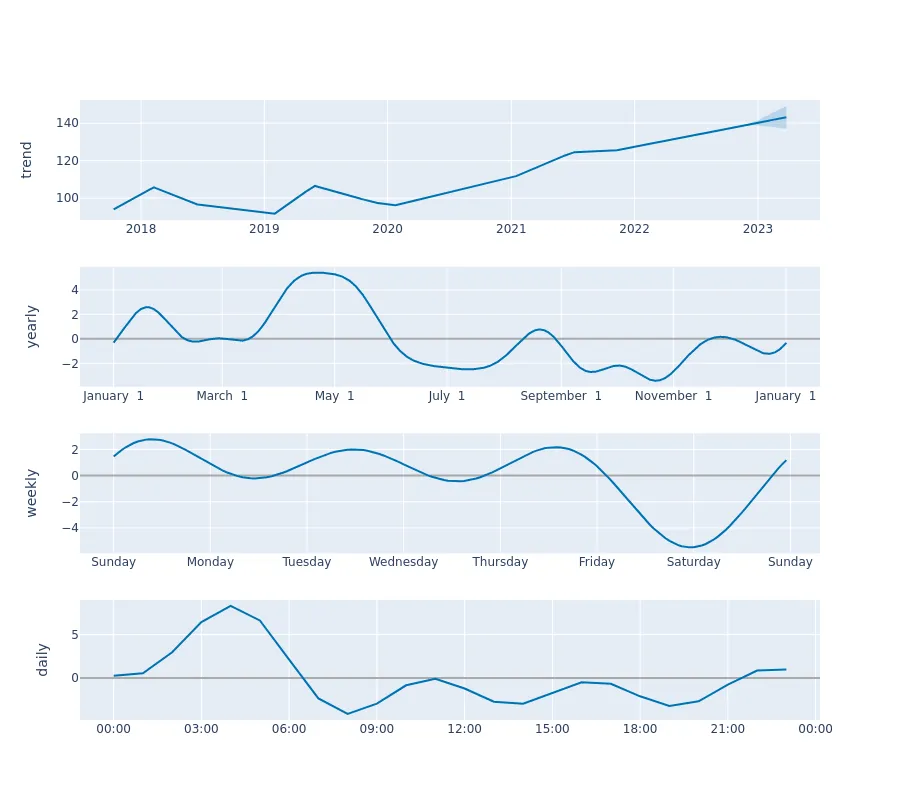 trend
140
120
100
2018 2019 2020 2021 2022 2023
yearly
4
2
0
−2
January 1 March 1 May 1 July 1 September 1 November 1 January 1
weekly
2
0
−2
−4
Sunday Monday Tuesday Wednesday Thursday Friday Saturday Sunday
daily
5
0
00:00 03:00 06:00 09:00 12:00 15:00 18:00 21:00 00:00